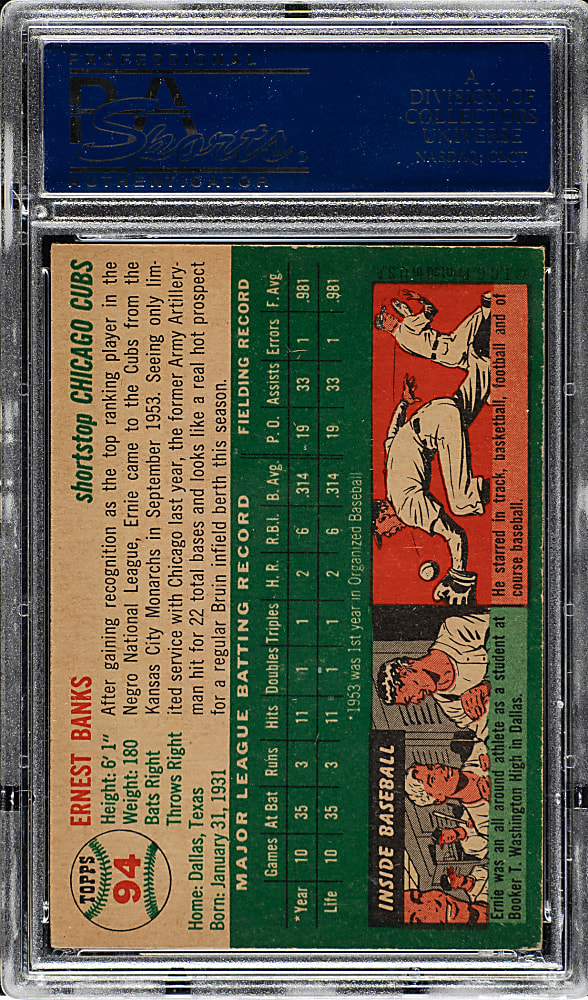 PROFESSIONAL
PSA
Sports
AUTHENTICATOR
A
DIVISION OF
COLLECTORS
UNIVERSE
NASDAQ: CLCT
TOPPS
94
ERNEST BANKS
shortstop CHICAGO CUBS
Height: 6' 1"
Weight: 180
Bats Right
Throws Right
Home: Dallas, Texas
Born: January 31, 1931
After gaining recognition as the top ranking player in the
Negro National League, Ernie came to the Cubs from the
Kansas City Monarchs in September 1953. Seeing only lim-
ited service with Chicago last year, the former Army Artillery-
man hit for 22 total bases and looks like a real hot prospect
for a regular Bruin infield berth this season.
MAJOR LEAGUE BATTING RECORD FIELDING RECORD
Games At Bat Runs Hits Doubles Triples H. R. R.B.I. B. Avg. P. O. Assists Errors F. Avg.
*Year 10 35 3 11 1 1 2 6 .314 19 33 1 .981
Life 10 35 3 11 1 1 2 6 .314 19 33 1 .981
*1953 was 1st year in Organized Baseball
INSIDE BASEBALL
Ernie was an all around athlete as a student at
Booker T. Washington High in Dallas.
He starred in track, basketball, football and of
course baseball.
T. C. G. Printed in U.S.A.